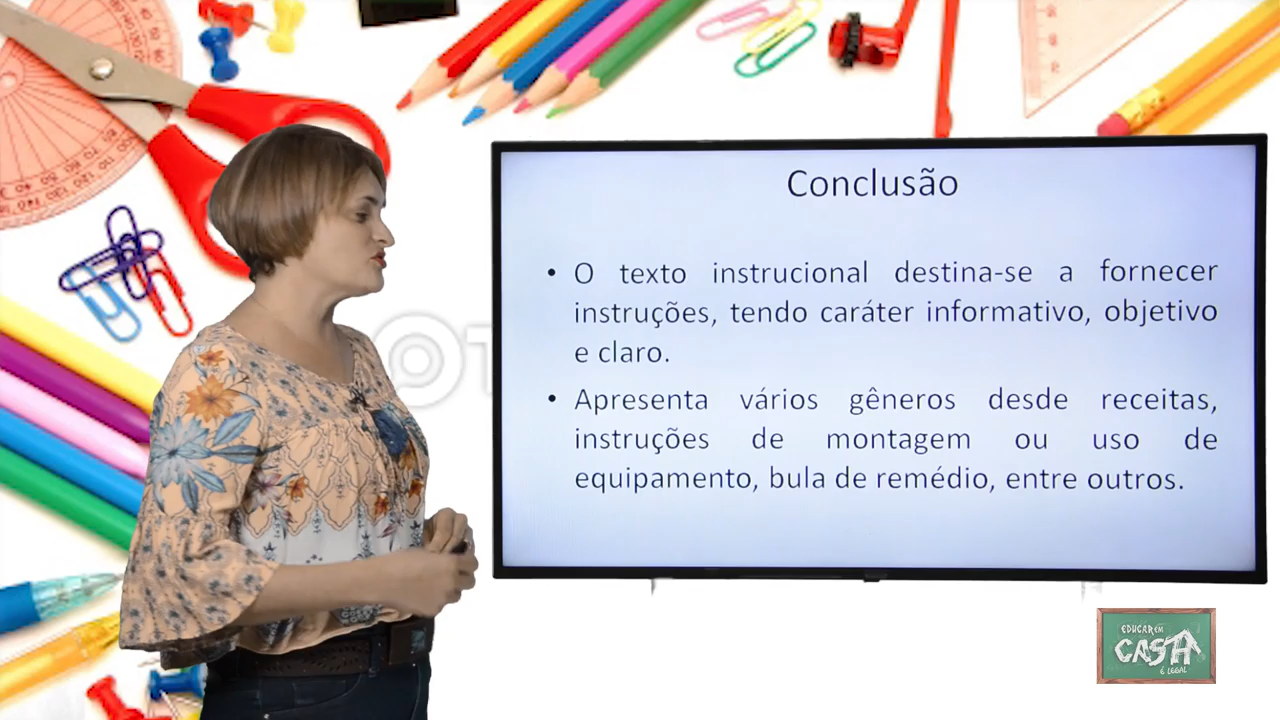 Conclusão
• O texto instrucional destina-se a fornecer
instruções, tendo caráter informativo, objetivo
e claro.
• Apresenta vários gêneros desde receitas,
instruções de montagem ou uso de
equipamento, bula de remédio, entre outros.
EDUCAR EM
CASA
É LEGAL